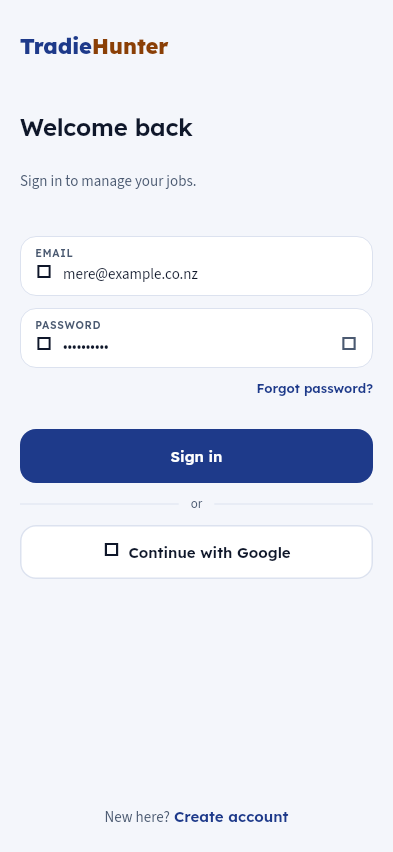 TradieHunter
Welcome back
Sign in to manage your jobs.
EMAIL
mere@example.co.nz
PASSWORD
••••••••••
Forgot password?
Sign in
or
Continue with Google
New here? Create account